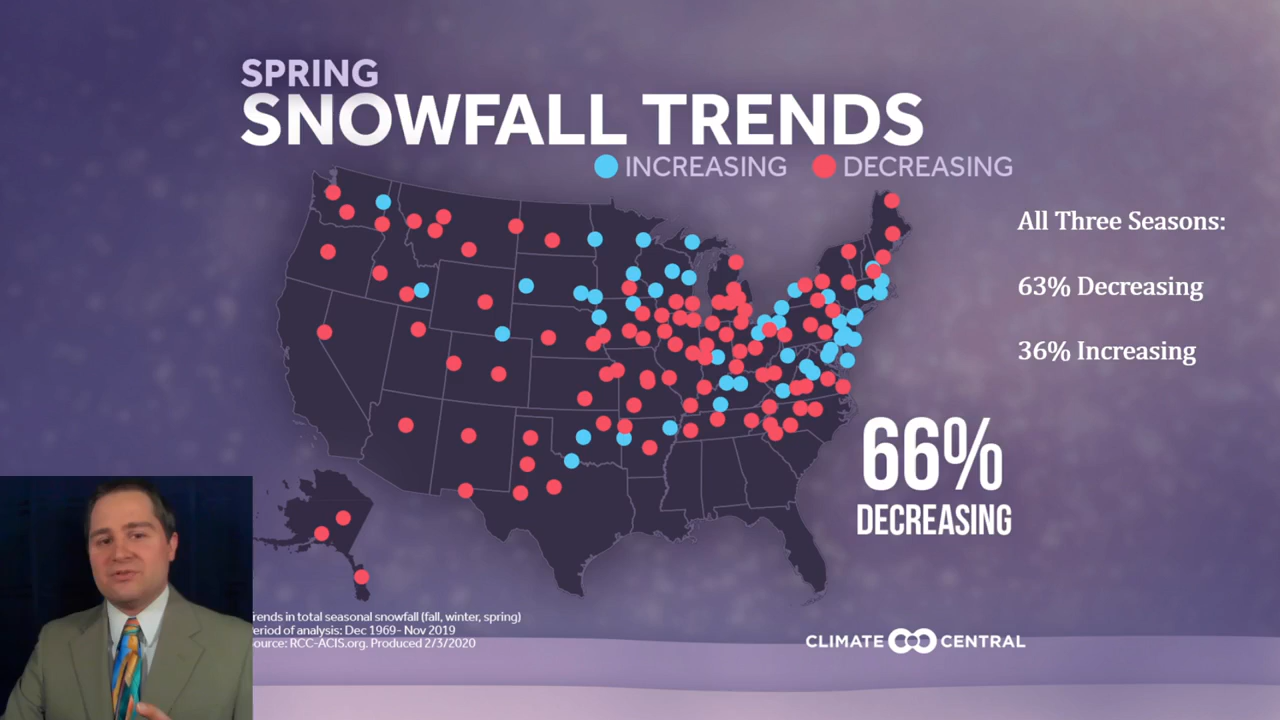 SPRING
SNOWFALL TRENDS
INCREASING DECREASING
All Three Seasons:
63% Decreasing
36% Increasing
66%
DECREASING
rends in total seasonal snowfall (fall, winter, spring)
eriod of analysis: Dec 1969- Nov 2019
ource: RCC-ACIS.org. Produced 2/3/2020
CLIMATE CENTRAL